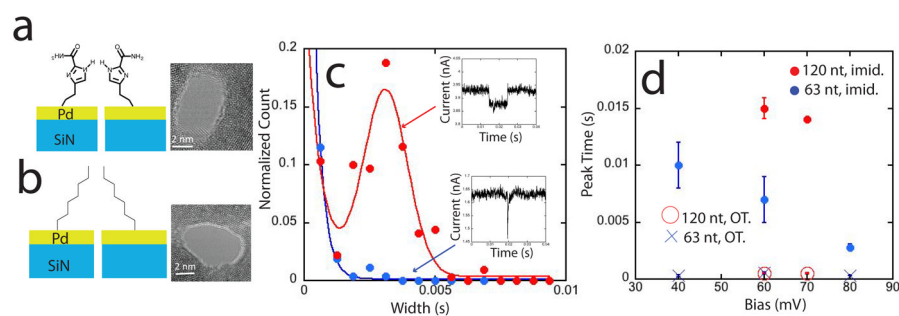 a
O
O
NH₂
H
H
N
N
Pd
SiN
2 nm
b
Pd
SiN
2 nm
c
0.2
0.15
0.1
0.05
0
Normalized Count
0
0.005
0.01
Width (s)
Current (nA)
Time (s)
Current (nA)
Time (s)
d
0.02
0.015
0.01
0.005
0
Peak Time (s)
30
40
50
60
70
80
90
Bias (mV)
120 nt, imid.
63 nt, imid.
120 nt, OT.
63 nt, OT.